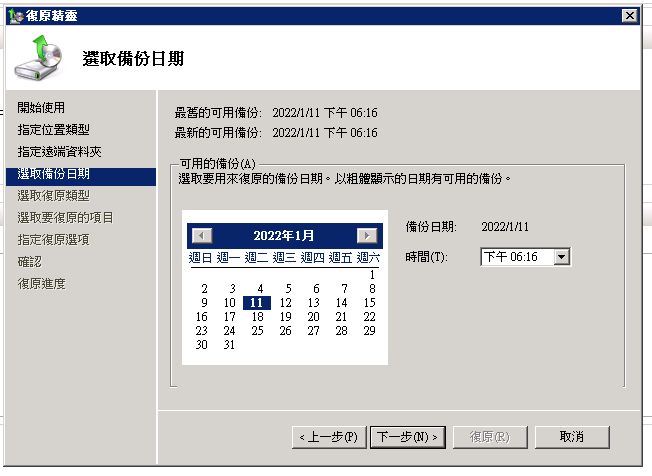 復原精靈
選取備份日期
開始使用
指定位置類型
指定遠端資料夾
選取備份日期
選取復原類型
選取要復原的項目
指定復原選項
確認
復原進度
最舊的可用備份: 2022/1/11 下午 06:16
最新的可用備份: 2022/1/11 下午 06:16
可用的備份(A)
選取要用來復原的備份日期。以粗體顯示的日期有可用的備份。
2022年1月
週日 週一 週二 週三 週四 週五 週六
1
2 3 4 5 6 7 8
9 10 11 12 13 14 15
16 17 18 19 20 21 22
23 24 25 26 27 28 29
30 31
備份日期: 2022/1/11
時間(T): 下午 06:16
< 上一步(P) 下一步(N) > 復原(R) 取消